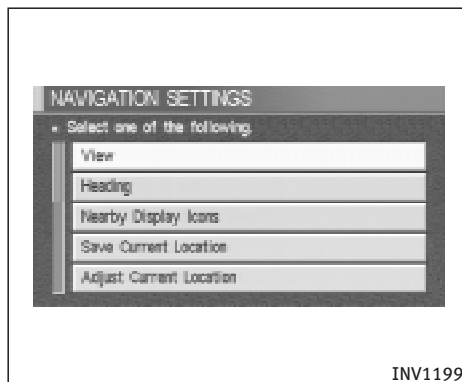 NAVIGATION SETTINGS
Select one of the following.
View
Heading
Nearby Display Icons
Save Current Location
Adjust Current Location
INV1199